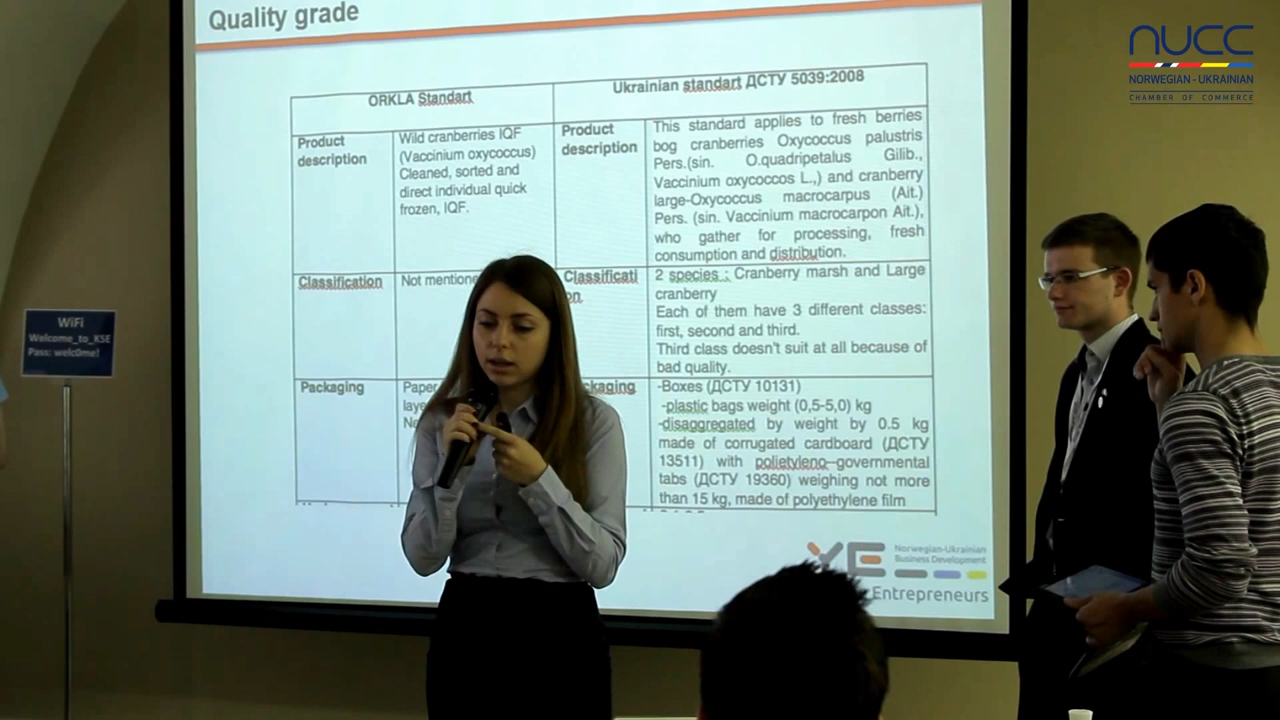 Quality grade
NUCC
NORWEGIAN - UKRAINIAN
CHAMBER OF COMMERCE
ORKLA Standart
Ukrainian standart ДСТУ 5039:2008
Product
description
Wild cranberries IQF
(Vaccinium oxycoccus)
Cleaned, sorted and
direct individual quick
frozen, IQF.
Product
description
This standard applies to fresh berries
bog cranberries Oxycoccus palustris
Pers.(sin. O.quadripetalus Gilib.,
Vaccinium oxycoccos L.,) and cranberry
large-Oxycoccus macrocarpus (Ait.)
Pers. (sin. Vaccinium macrocarpon Ait.),
who gather for processing, fresh
consumption and distribution.
Classification
Not mentione
Classificati
on
2 species : Cranberry marsh and Large
cranberry
Each of them have 3 different classes:
first, second and third.
Third class doesn't suit at all because of
bad quality.
Packaging
Paper
laye
Ne
ckaging
-Boxes (ДСТУ 10131)
-plastic bags weight (0,5-5,0) kg
-disaggregated by weight by 0.5 kg
made of corrugated cardboard (ДСТУ
13511) with polietyleno-governmental
tabs (ДСТУ 19360) weighing not more
than 15 kg, made of polyethylene film
YE
Norwegian-Ukrainian
Business Development
Entrepreneurs
WiFi
Welcome_to_KSE
Pass: welc0me!